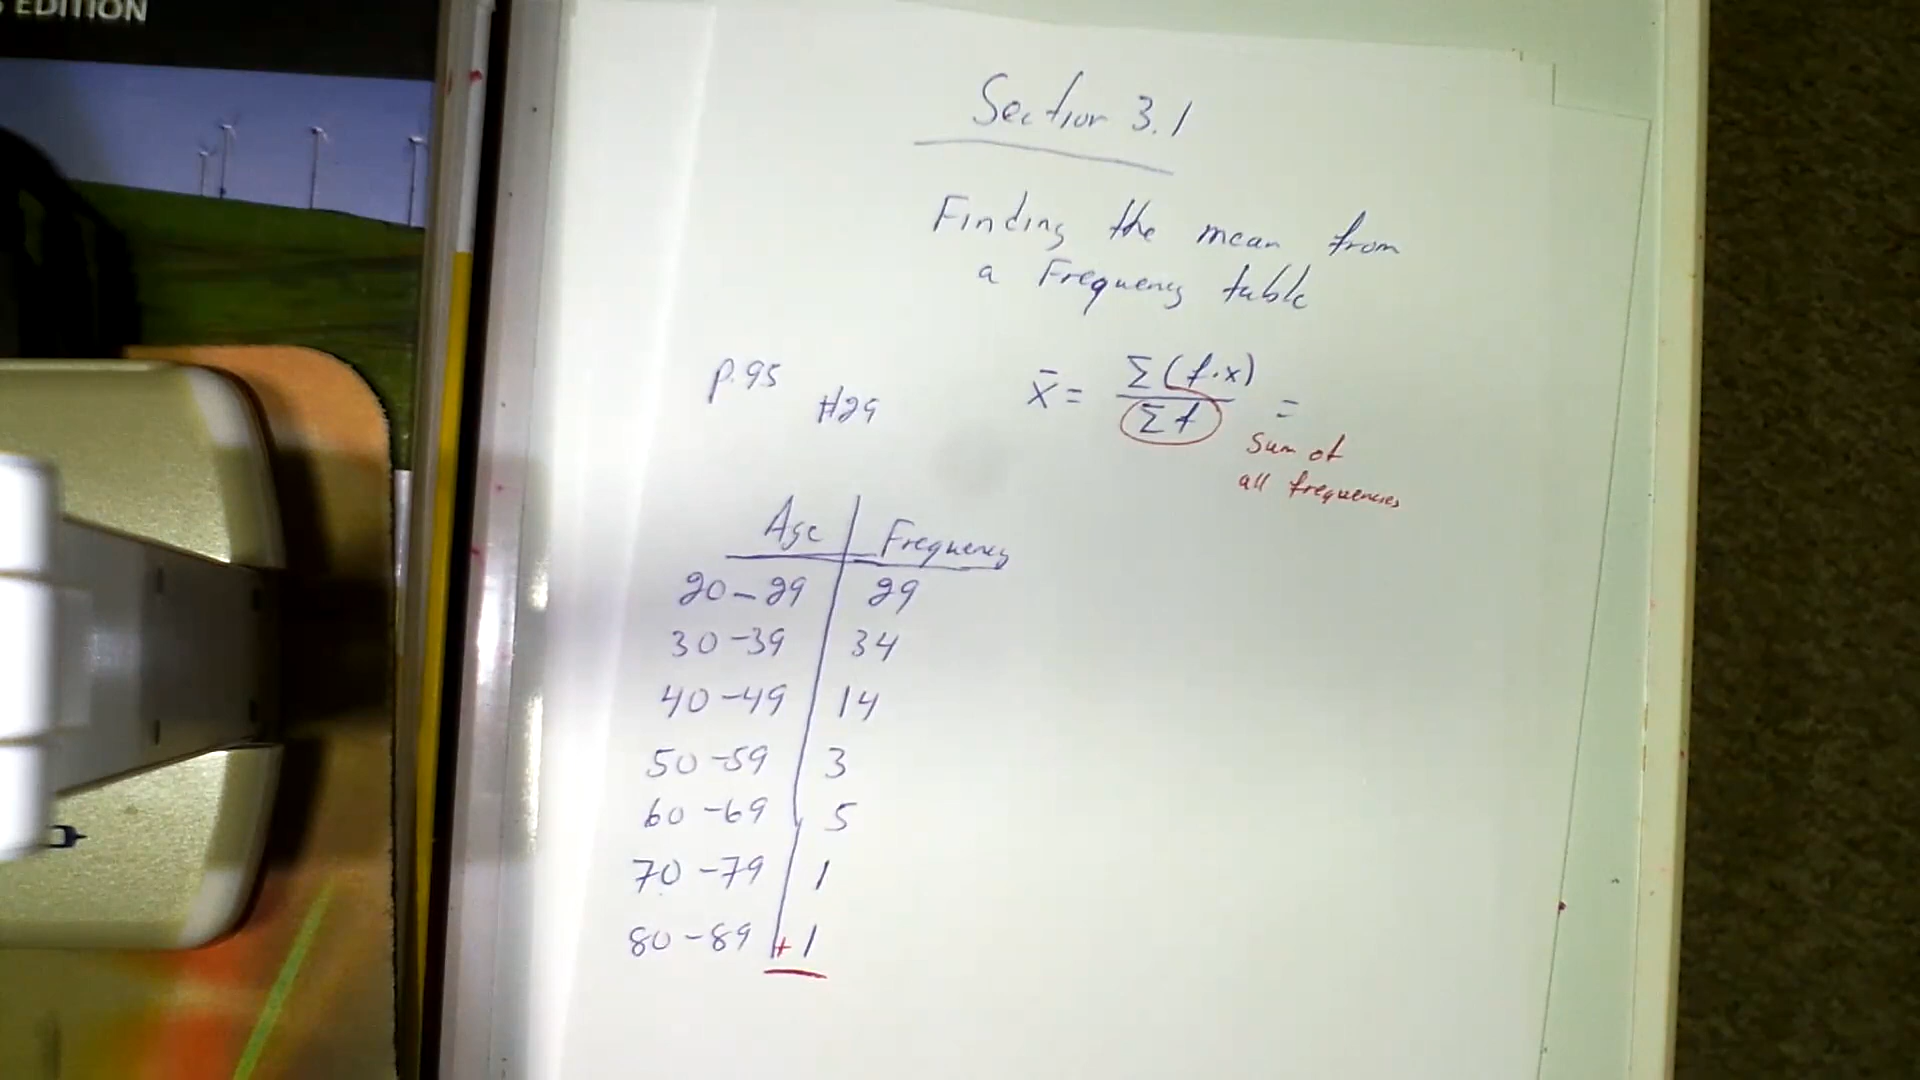 EDITION
Section 3.1
Finding the mean from
a Frequency table
p. 95
#29
x̄ = Σ(f·x) / Σf =
Sum of
all frequencies
Age | Frequency
20-29 | 29
30-39 | 34
40-49 | 14
50-59 | 3
60-69 | 5
70-79 | 1
80-89 | + 1